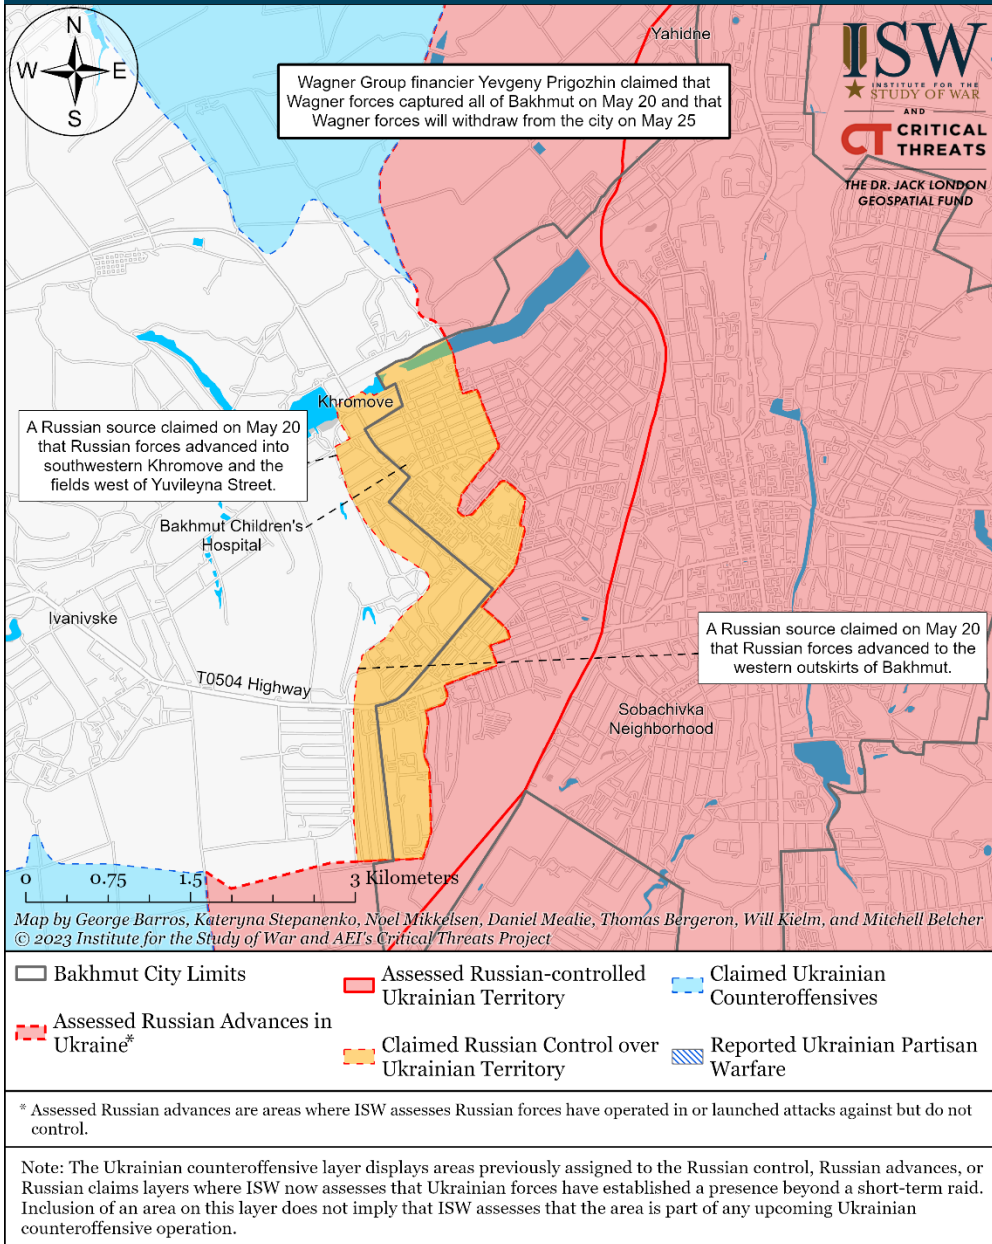 N
W
E
S
Yahidne
Wagner Group financier Yevgeny Prigozhin claimed that
Wagner forces captured all of Bakhmut on May 20 and that
Wagner forces will withdraw from the city on May 25
ISW
INSTITUTE FOR THE
STUDY OF WAR
AND
CT CRITICAL
THREATS
THE DR. JACK LONDON
GEOSPATIAL FUND
Khromove
A Russian source claimed on May 20
that Russian forces advanced into
southwestern Khromove and the
fields west of Yuvileyna Street.
Bakhmut Children's
Hospital
Ivanivske
A Russian source claimed on May 20
that Russian forces advanced to the
western outskirts of Bakhmut.
T0504 Highway
Sobachivka
Neighborhood
0 0.75 1.5 3 Kilometers
Map by George Barros, Kateryna Stepanenko, Noel Mikkelsen, Daniel Mealie, Thomas Bergeron, Will Kielm, and Mitchell Belcher
© 2023 Institute for the Study of War and AEI's Critical Threats Project
Bakhmut City Limits
Assessed Russian Advances in
Ukraine*
Assessed Russian-controlled
Ukrainian Territory
Claimed Russian Control over
Ukrainian Territory
Claimed Ukrainian
Counteroffensives
Reported Ukrainian Partisan
Warfare
* Assessed Russian advances are areas where ISW assesses Russian forces have operated in or launched attacks against but do not
control.
Note: The Ukrainian counteroffensive layer displays areas previously assigned to the Russian control, Russian advances, or
Russian claims layers where ISW now assesses that Ukrainian forces have established a presence beyond a short-term raid.
Inclusion of an area on this layer does not imply that ISW assesses that the area is part of any upcoming Ukrainian
counteroffensive operation.